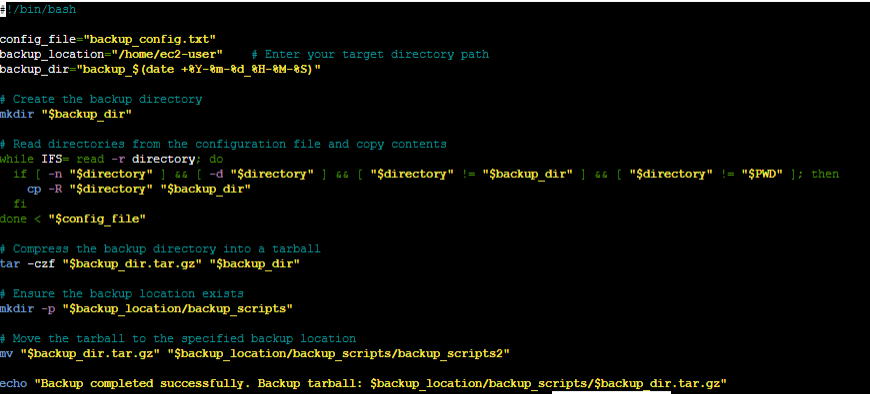 #!/bin/bash
config_file="backup_config.txt"
backup_location="/home/ec2-user"    # Enter your target directory path
backup_dir="backup_$(date +%Y-%m-%d_%H-%M-%S)"
# Create the backup directory
mkdir "$backup_dir"
# Read directories from the configuration file and copy contents
while IFS= read -r directory; do
  if [ -n "$directory" ] && [ -d "$directory" ] && [ "$directory" != "$backup_dir" ] && [ "$directory" != "$PWD" ]; then
    cp -R "$directory" "$backup_dir"
  fi
done < "$config_file"
# Compress the backup directory into a tarball
tar -czf "$backup_dir.tar.gz" "$backup_dir"
# Ensure the backup location exists
mkdir -p "$backup_location/backup_scripts"
# Move the tarball to the specified backup location
mv "$backup_dir.tar.gz" "$backup_location/backup_scripts/backup_scripts2"
echo "Backup completed successfully. Backup tarball: $backup_location/backup_scripts/$backup_dir.tar.gz"